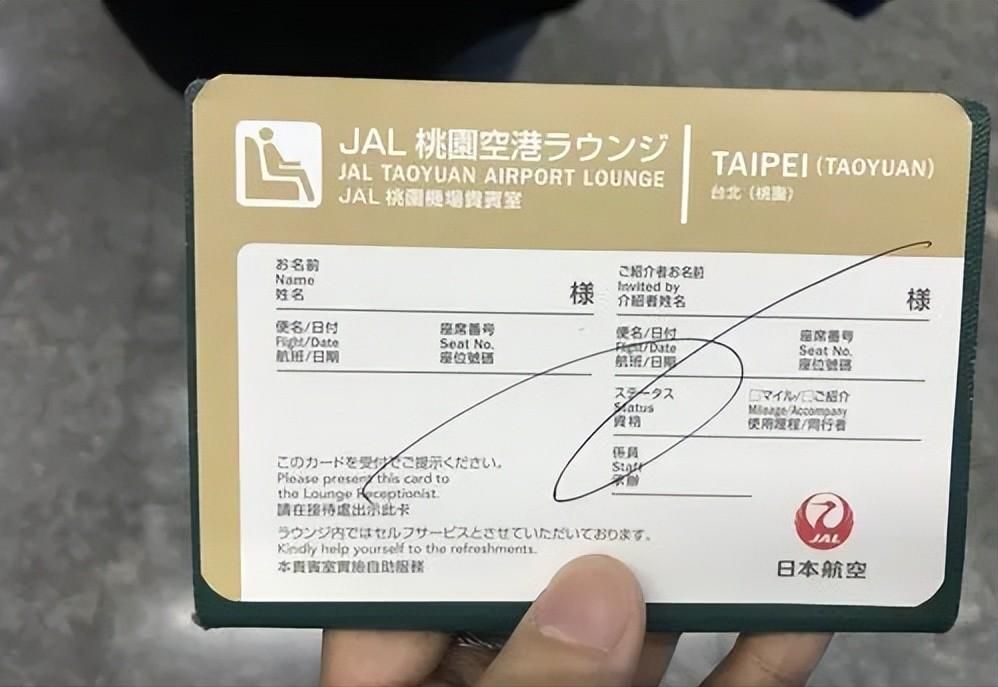 JAL 桃園空港ラウンジ
JAL TAOYUAN AIRPORT LOUNGE
JAL 桃園機場貴賓室
TAIPEI (TAOYUAN)
台北（桃園）
お名前
Name
姓名
様
便名/日付
Flight/Date
航班/日期
座席番号
Seat No.
座位號碼
ご紹介者お名前
Invited by
介紹者姓名
様
便名/日付
Flight/Date
航班/日期
座席番号
Seat No.
座位號碼
ステータス
Status
資格
□マイル/□ご紹介
Mileage/Accompany
使用哩程/同行者
係員
Staff
承辦
このカードを受付でご提示ください。
Please present this card to
the Lounge Receptionist.
請在接待處出示此卡
ラウンジ内ではセルフサービスとさせていただいております。
Kindly help yourself to the refreshments.
本貴賓室實施自助服務
JAL
日本航空